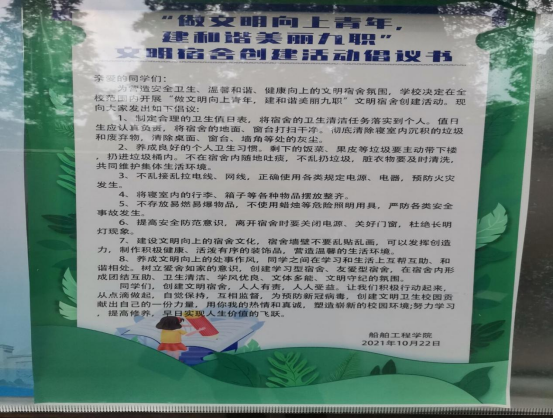 “做文明向上青年，
建和谐美丽九职”
文明宿舍创建活动倡议书
亲爱的同学们：
为营造安全卫生、温馨和谐、健康向上的文明宿舍氛围，学校决定在全
校范围内开展“做文明向上青年，建和谐美丽九职”文明宿舍创建活动。现
向大家发出如下倡议：
1、制定合理的卫生值日表，将宿舍的卫生清洁任务落实到个人。值日
生应认真负责，将宿舍的地面、窗台打扫干净。彻底清除寝室内沉积的垃圾
和废弃物，清除桌面、窗台、墙角等处的灰尘。
2、养成良好的个人卫生习惯。剩下的饭菜、果皮等垃圾要主动带下楼
，扔进垃圾桶内。不在宿舍内随地吐痰，不乱扔垃圾，脏衣物要及时清洗，
共同维护集体生活环境。
3、不乱接乱拉电线、网线，正确使用各类规定电源、电器，预防火灾
发生。
4、将寝室内的行李、箱子等各种物品摆放整齐。
5、不存放易燃易爆物品，不使用蜡烛等危险照明用具，严防各类安全
事故发生。
6、提高安全防范意识，离开宿舍时要关闭电源、关好门窗，杜绝长明
灯现象。
7、建设文明向上的宿舍文化，宿舍墙壁不要乱贴乱画，可以发挥创造
力，制作积极健康、活泼有序的装饰品，营造温馨的生活环境。
8、养成文明向上的处事作风，同学之间在学习和生活上互帮互助、和
谐相处。树立爱舍如家的意识，创建学习型宿舍、友爱型宿舍，在宿舍内形
成团结互助、卫生清洁、学风优良、文体多能、文明守纪的氛围。
同学们，创建文明宿舍，人人有责，人人受益。让我们积极行动起来，
从点滴做起，自觉保持，互相监督，为预防新冠病毒，创建文明卫生校园贡
献出自己的一份力量，用你我的热情和真诚，塑造崭新的校园环境;努力学习
，提高修养，早日实现人生价值的飞跃。
船舶工程学院
2021年10月22日